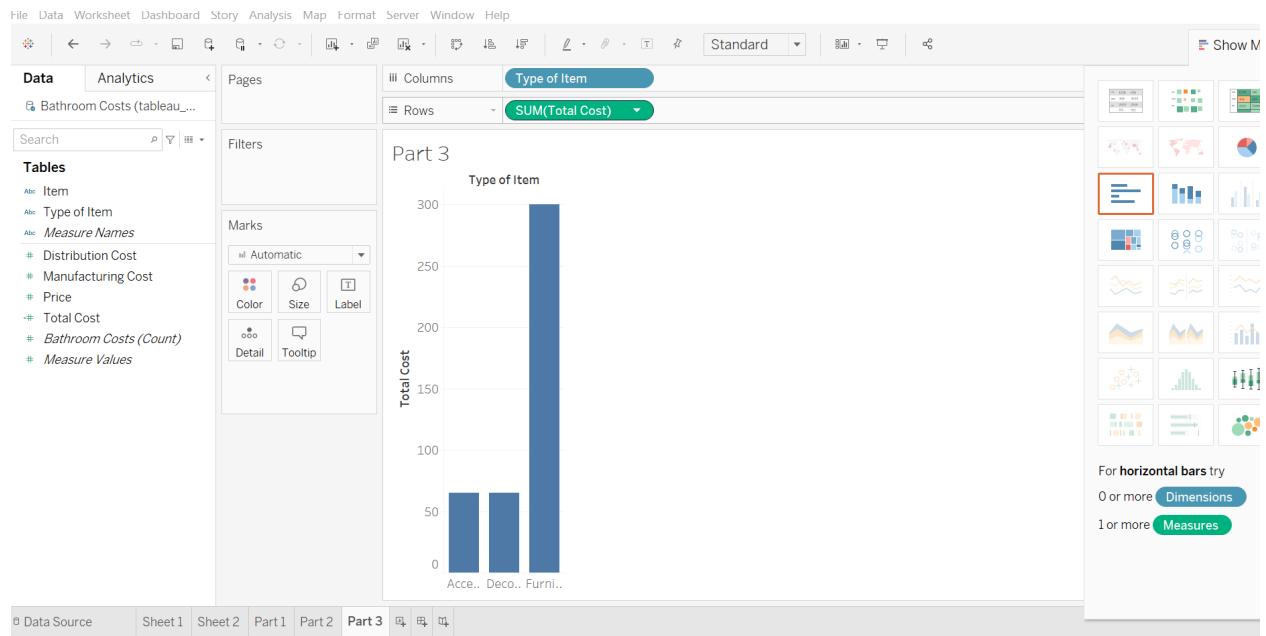 File Data Worksheet Dashboard Story Analysis Map Format Server Window Help
Standard
Show M
Data Analytics
Bathroom Costs (tableau_...
Search
Tables
Abc Item
Abc Type of Item
Abc Measure Names
# Distribution Cost
# Manufacturing Cost
# Price
=# Total Cost
# Bathroom Costs (Count)
# Measure Values
Pages
Filters
Marks
Automatic
Color Size Label
Detail Tooltip
Columns Type of Item
Rows SUM(Total Cost)
Part 3
Type of Item
300
250
200
150
100
50
0
Total Cost
Acce.. Deco.. Furni..
For horizontal bars try
0 or more Dimensions
1 or more Measures
Data Source Sheet 1 Sheet 2 Part 1 Part 2 Part 3